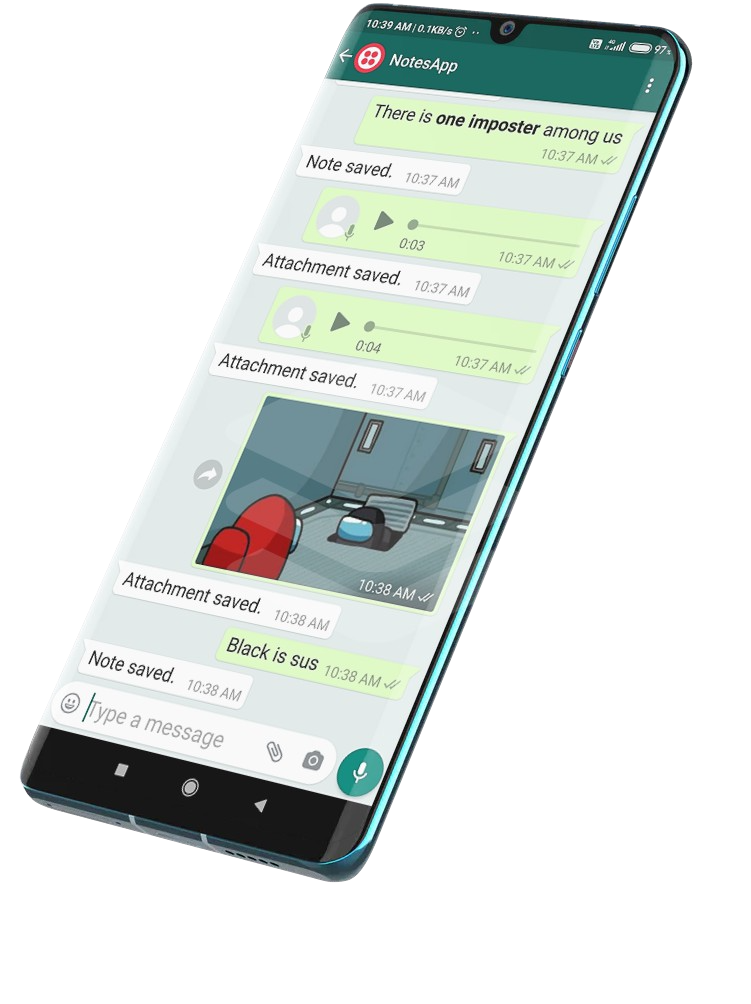 10:39 AM | 0.1KB/s ··
97%
NotesApp
There is one imposter among us
10:37 AM
Note saved. 10:37 AM
0:03 10:37 AM
Attachment saved. 10:37 AM
0:04 10:37 AM
Attachment saved. 10:37 AM
10:38 AM
Attachment saved. 10:38 AM
Black is sus 10:38 AM
Note saved. 10:38 AM
Type a message